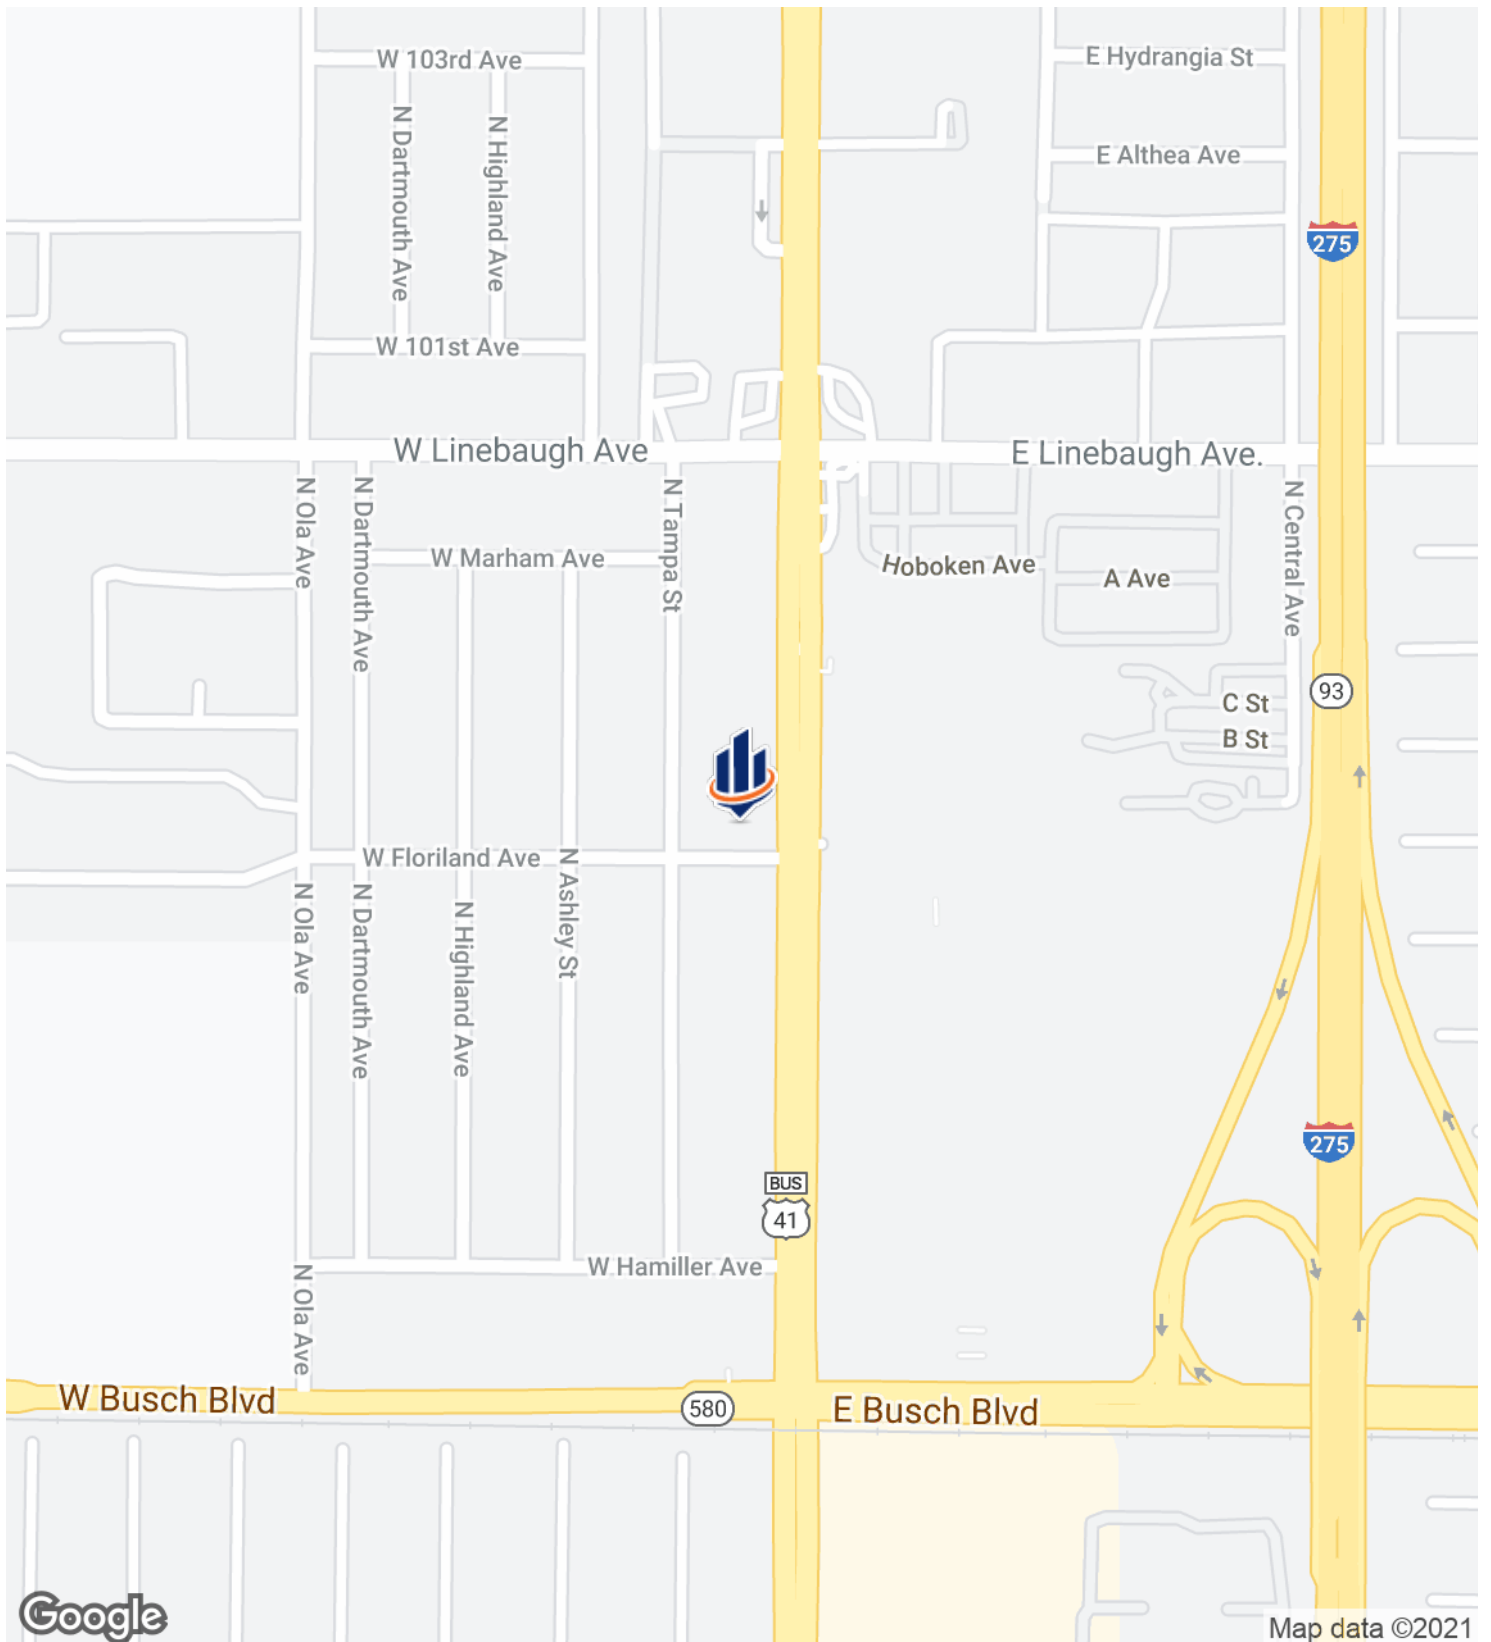 W 103rd Ave
E Hydrangia St
N Dartmouth Ave
N Highland Ave
E Althea Ave
275
W 101st Ave
W Linebaugh Ave
E Linebaugh Ave.
N Ola Ave
N Dartmouth Ave
N Tampa St
N Central Ave
W Marham Ave
Hoboken Ave
A Ave
C St
93
B St
W Floriland Ave
N Ashley St
N Ola Ave
N Dartmouth Ave
N Highland Ave
275
BUS
41
W Hamiller Ave
N Ola Ave
W Busch Blvd
580
E Busch Blvd
Google
Map data ©2021